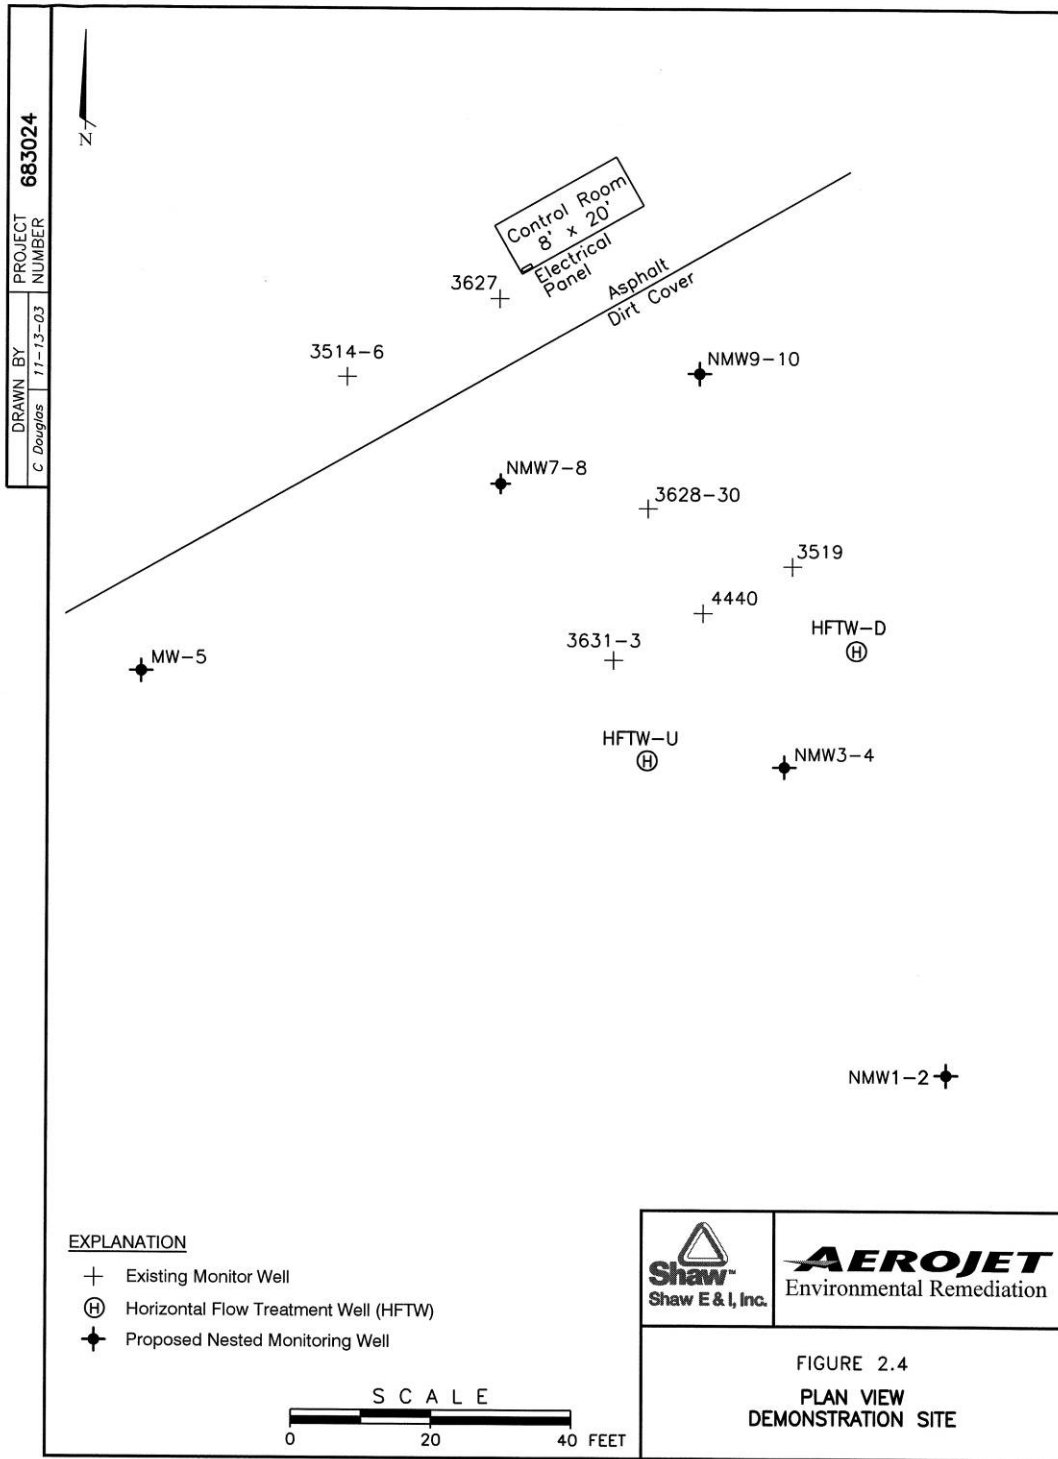 PROJECT
NUMBER
683024
DRAWN BY
C Douglas
11-13-03
N
Control Room
8' x 20'
Electrical
Panel
3627
Asphalt
Dirt Cover
3514-6
NMW9-10
NMW7-8
3628-30
3519
4440
HFTW-D
H
3631-3
MW-5
HFTW-U
H
NMW3-4
NMW1-2
EXPLANATION
Existing Monitor Well
H Horizontal Flow Treatment Well (HFTW)
Proposed Nested Monitoring Well
SCALE
0 20 40 FEET
Shaw™
Shaw E & I, Inc.
AEROJET
Environmental Remediation
FIGURE 2.4
PLAN VIEW
DEMONSTRATION SITE